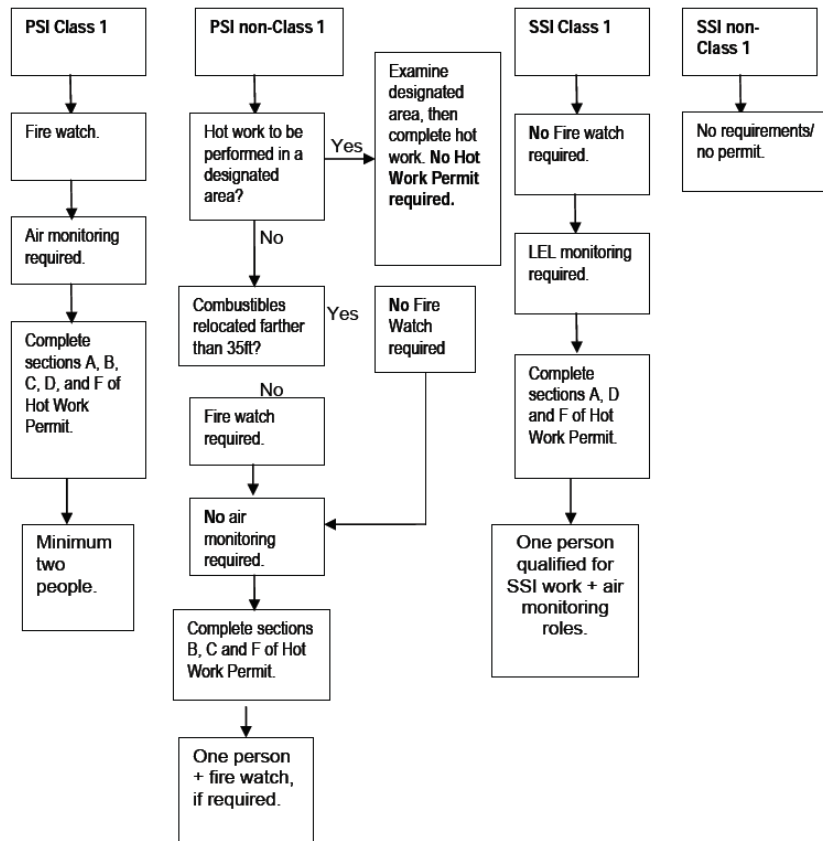 PSI Class 1
Fire watch.
Air monitoring
required.
Complete
sections A, B,
C, D, and F of
Hot Work
Permit.
Minimum
two
people.
PSI non-Class 1
Hot work to be
performed in a
designated
area?
Yes
Examine
designated
area, then
complete hot
work. No Hot
Work Permit
required.
No
Combustibles
relocated farther
than 35ft?
Yes
No Fire
Watch
required
No
Fire watch
required.
No air
monitoring
required.
Complete sections
B, C and F of Hot
Work Permit.
One person
+ fire watch,
if required.
SSI Class 1
No Fire watch
required.
LEL monitoring
required.
Complete
sections A, D
and F of Hot
Work Permit.
One person
qualified for
SSI work + air
monitoring
roles.
SSI non-
Class 1
No requirements/
no permit.